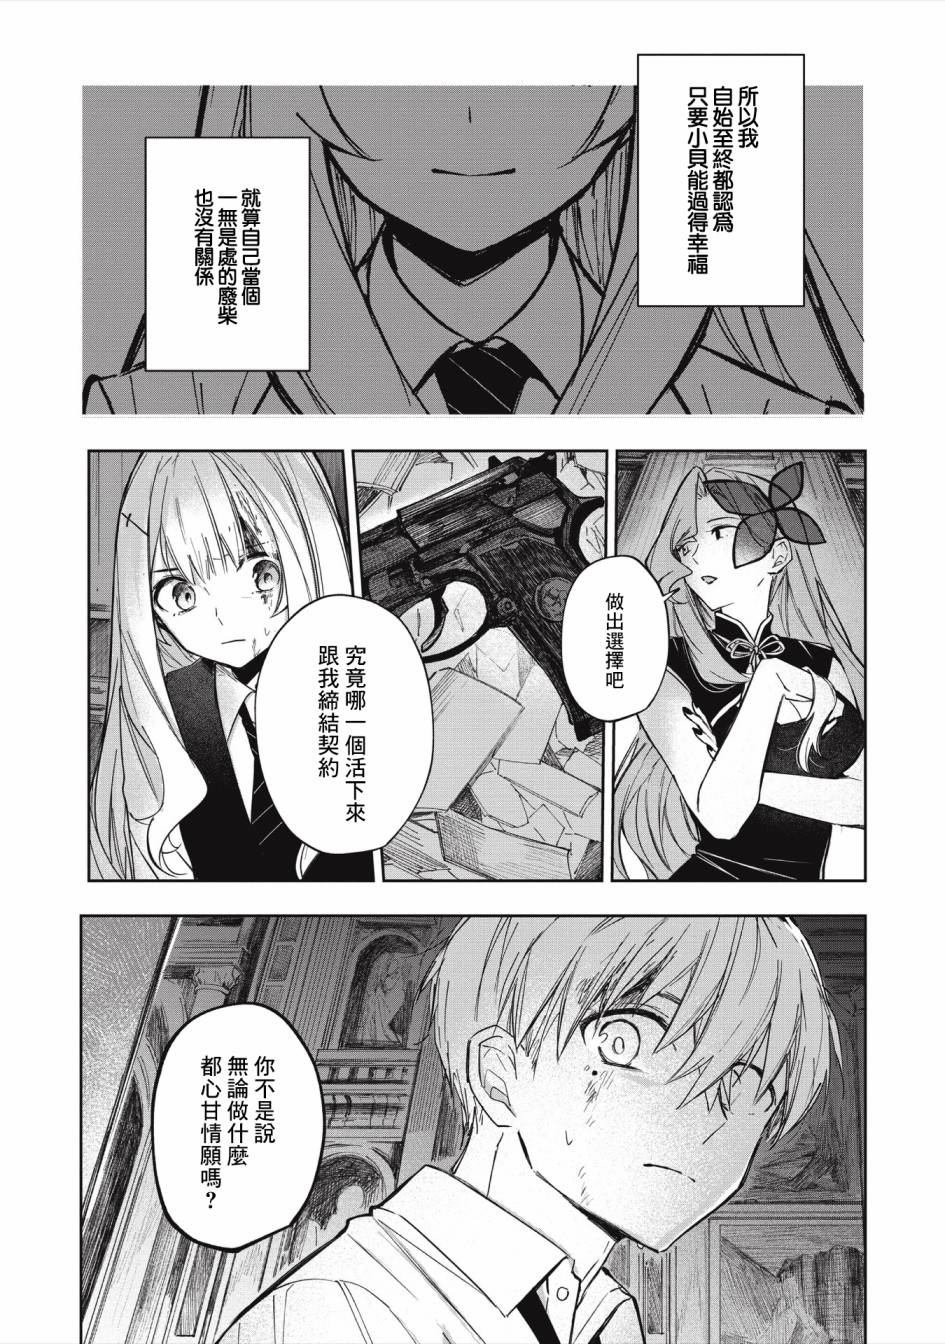 所以我
自始至終都認為
只要小貝能過得幸福
就算自己當個
一無是處的廢柴
也沒有關係
做出選擇吧
究竟哪一個活下來
跟我締結契約
你不是說
無論做什麼
都心甘情願嗎？